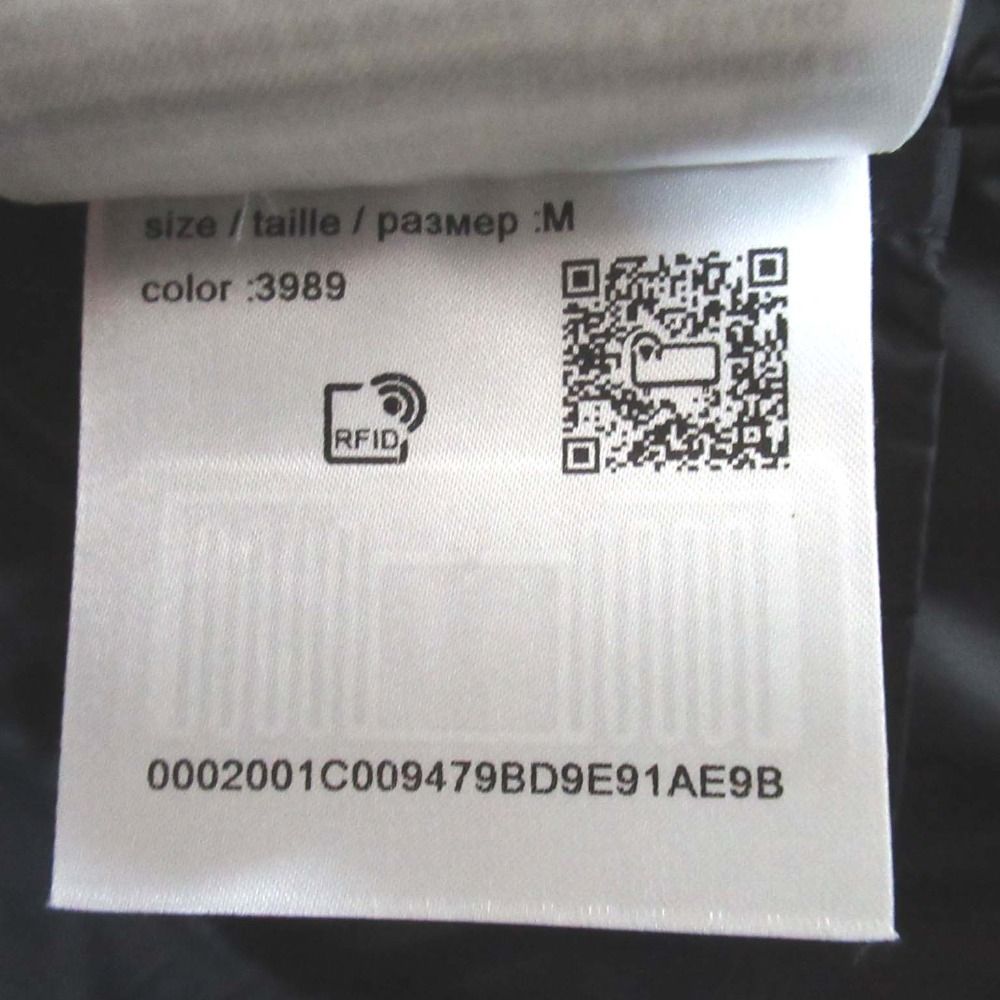 size / taille / размер :M
color :3989
RFID
0002001C009479BD9E91AE9B